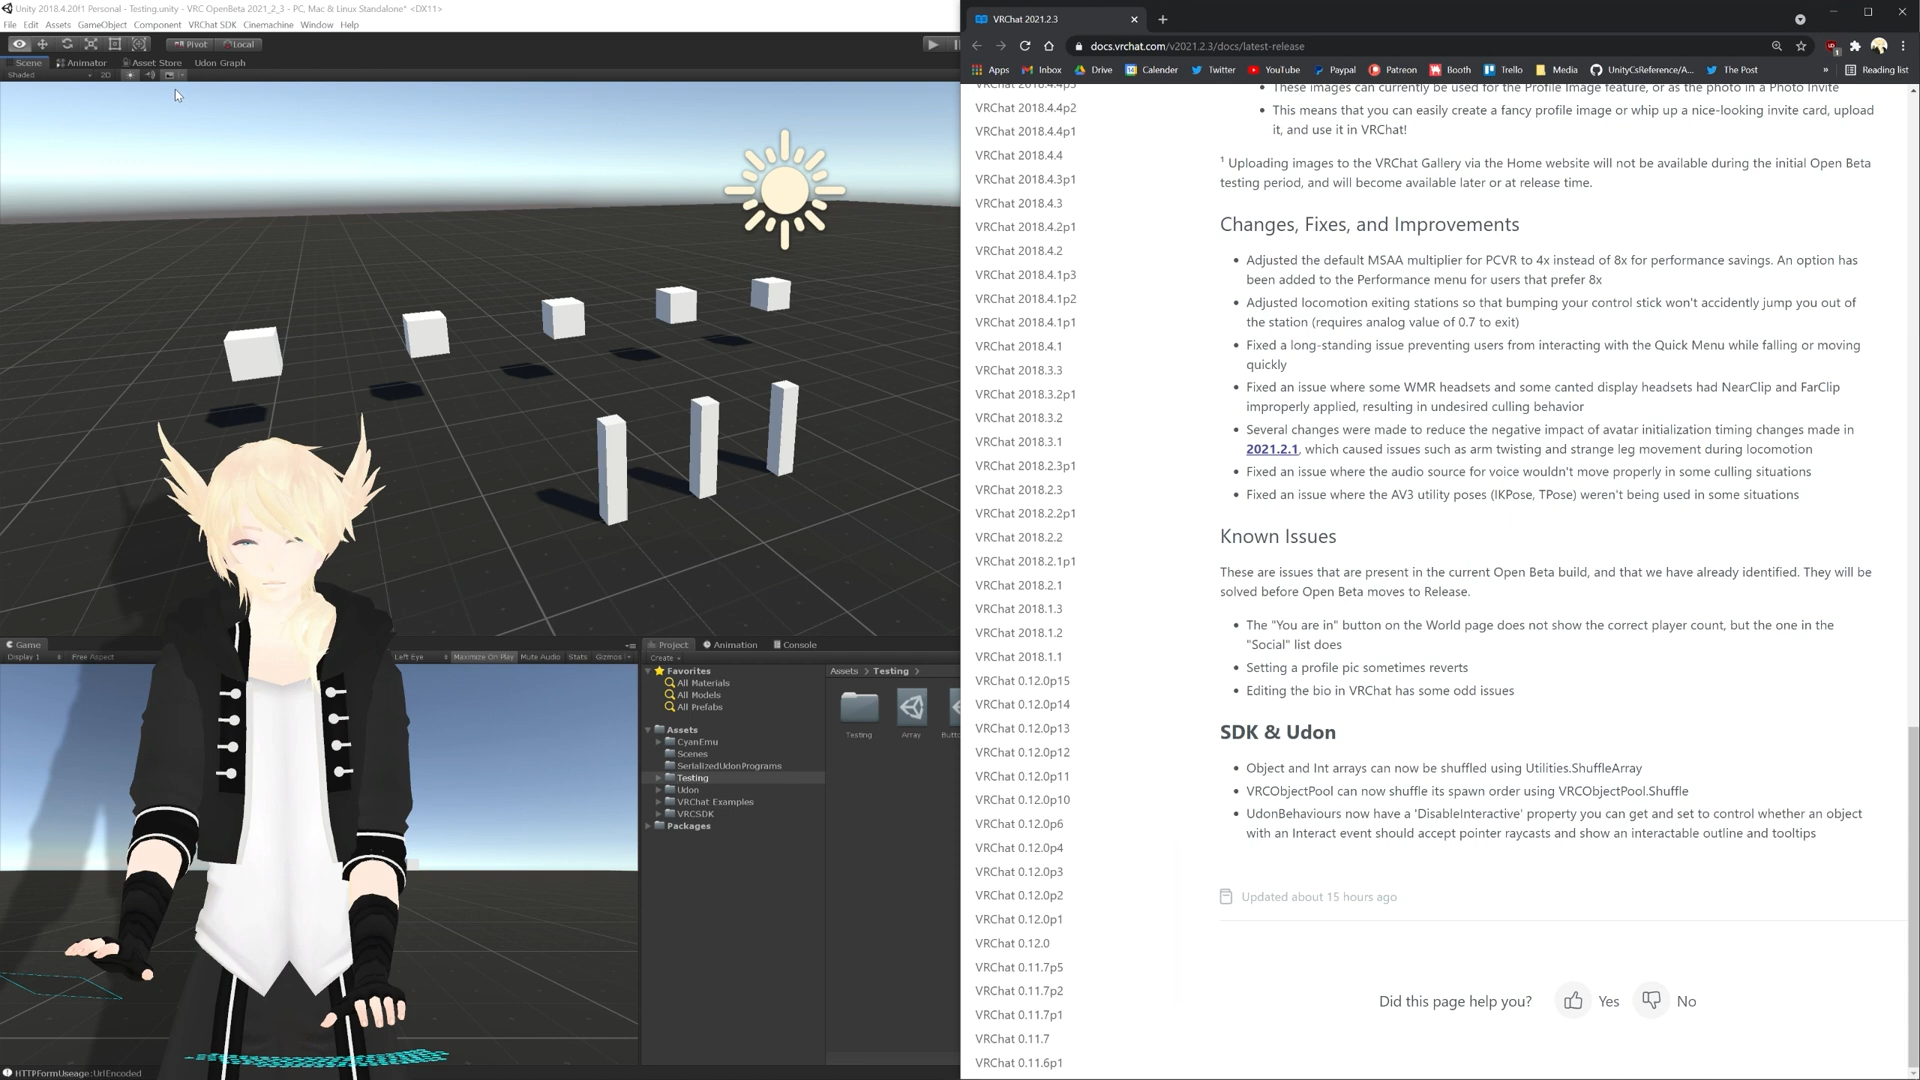 Unity 2018.4.20f1 Personal - Testing.unity - VRC OpenBeta 2021_2_3 - PC, Mac & Linux Standalone* <DX11>
File Edit Assets GameObject Component VRChat SDK Cinemachine Window Help
Pivot Local
Scene Animator Asset Store Udon Graph
Shaded 2D
Game
Display 1 Free Aspect Left Eye Maximize On Play Mute Audio Stats Gizmos
Project Animation Console
Create
Favorites
All Materials
All Models
All Prefabs
Assets
CyanEmu
Scenes
SerializedUdonPrograms
Testing
Udon
VRChat Examples
VRCSDK
Packages
Assets > Testing >
Testing Array
HTTPFormUseage:UrlEncoded
VRChat 2021.2.3
docs.vrchat.com/v2021.2.3/docs/latest-release
Apps Inbox Drive Calendar Twitter YouTube Paypal Patreon Booth Trello Media UnityCsReference/A... The Post » Reading list
VRChat 2018.4.4p3
VRChat 2018.4.4p2
VRChat 2018.4.4p1
VRChat 2018.4.4
VRChat 2018.4.3p1
VRChat 2018.4.3
VRChat 2018.4.2p1
VRChat 2018.4.2
VRChat 2018.4.1p3
VRChat 2018.4.1p2
VRChat 2018.4.1p1
VRChat 2018.4.1
VRChat 2018.3.3
VRChat 2018.3.2p1
VRChat 2018.3.2
VRChat 2018.3.1
VRChat 2018.2.3p1
VRChat 2018.2.3
VRChat 2018.2.2p1
VRChat 2018.2.2
VRChat 2018.2.1p1
VRChat 2018.2.1
VRChat 2018.1.3
VRChat 2018.1.2
VRChat 2018.1.1
VRChat 0.12.0p15
VRChat 0.12.0p14
VRChat 0.12.0p13
VRChat 0.12.0p12
VRChat 0.12.0p11
VRChat 0.12.0p10
VRChat 0.12.0p6
VRChat 0.12.0p4
VRChat 0.12.0p3
VRChat 0.12.0p2
VRChat 0.12.0p1
VRChat 0.12.0
VRChat 0.11.7p5
VRChat 0.11.7p2
VRChat 0.11.7p1
VRChat 0.11.7
VRChat 0.11.6p1
• These images can currently be used for the Profile Image feature, or as the photo in a Photo Invite
• This means that you can easily create a fancy profile image or whip up a nice-looking invite card, upload
it, and use it in VRChat!
¹ Uploading images to the VRChat Gallery via the Home website will not be available during the initial Open Beta
testing period, and will become available later or at release time.
Changes, Fixes, and Improvements
• Adjusted the default MSAA multiplier for PCVR to 4x instead of 8x for performance savings. An option has
been added to the Performance menu for users that prefer 8x
• Adjusted locomotion exiting stations so that bumping your control stick won't accidently jump you out of
the station (requires analog value of 0.7 to exit)
• Fixed a long-standing issue preventing users from interacting with the Quick Menu while falling or moving
quickly
• Fixed an issue where some WMR headsets and some canted display headsets had NearClip and FarClip
improperly applied, resulting in undesired culling behavior
• Several changes were made to reduce the negative impact of avatar initialization timing changes made in
2021.2.1, which caused issues such as arm twisting and strange leg movement during locomotion
• Fixed an issue where the audio source for voice wouldn't move properly in some culling situations
• Fixed an issue where the AV3 utility poses (IKPose, TPose) weren't being used in some situations
Known Issues
These are issues that are present in the current Open Beta build, and that we have already identified. They will be
solved before Open Beta moves to Release.
• The "You are in" button on the World page does not show the correct player count, but the one in the
"Social" list does
• Setting a profile pic sometimes reverts
• Editing the bio in VRChat has some odd issues
SDK & Udon
• Object and Int arrays can now be shuffled using Utilities.ShuffleArray
• VRCObjectPool can now shuffle its spawn order using VRCObjectPool.Shuffle
• UdonBehaviours now have a 'DisableInteractive' property you can get and set to control whether an object
with an Interact event should accept pointer raycasts and show an interactable outline and tooltips
Updated about 15 hours ago
Did this page help you? Yes No